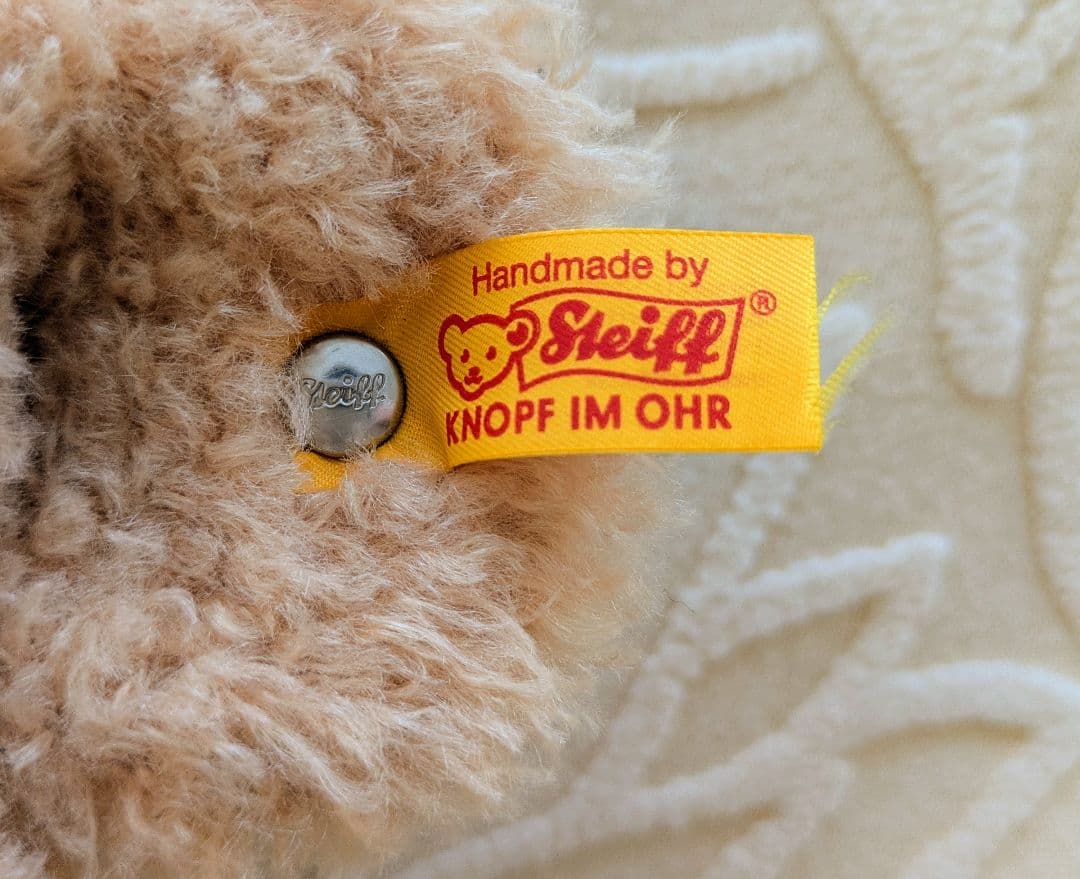 Handmade by
Steiff®
KNOPF IM OHR
Steiff